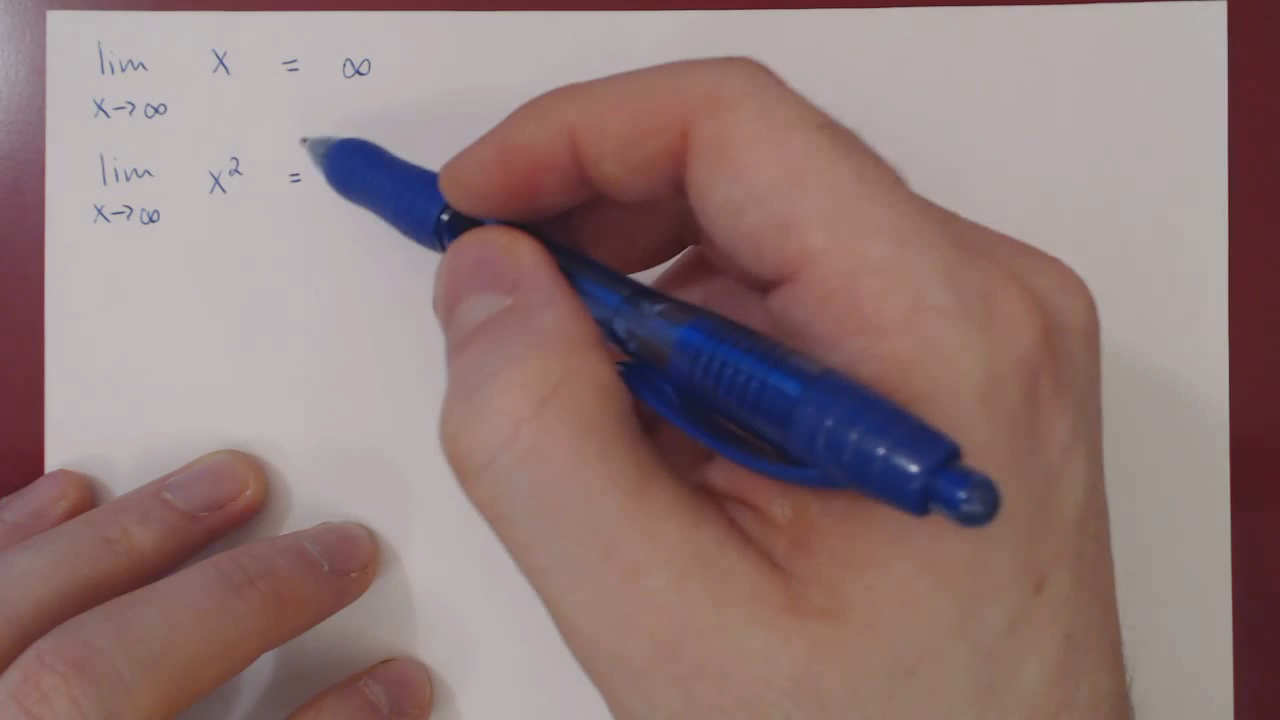 lim x = ∞
x→∞
lim x² =
x→∞